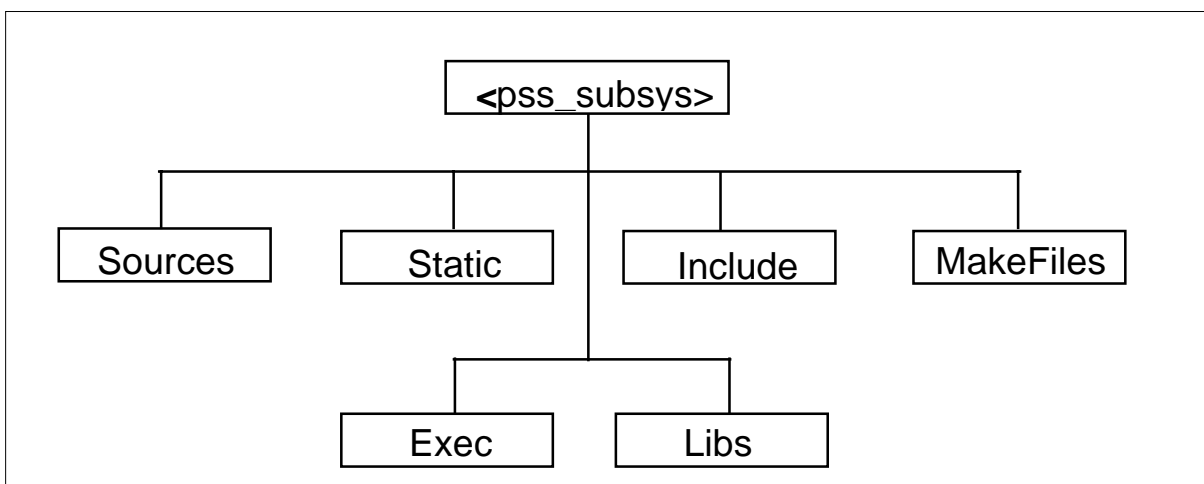 <pss_subsys>
Sources
Static
Include
MakeFiles
Exec
Libs